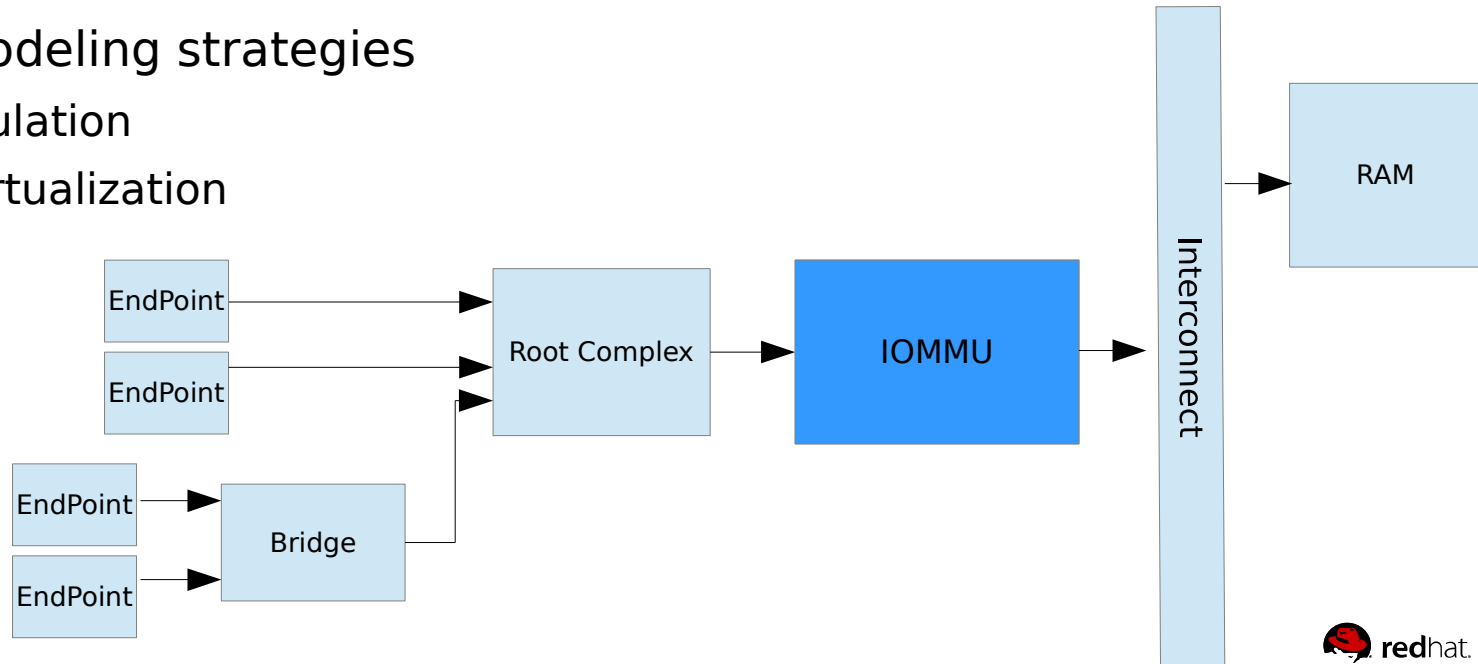 odeling strategies
ulation
rtualization
RAM
Interconnect
EndPoint
Root Complex
IOMMU
EndPoint
EndPoint
Bridge
EndPoint
redhat.